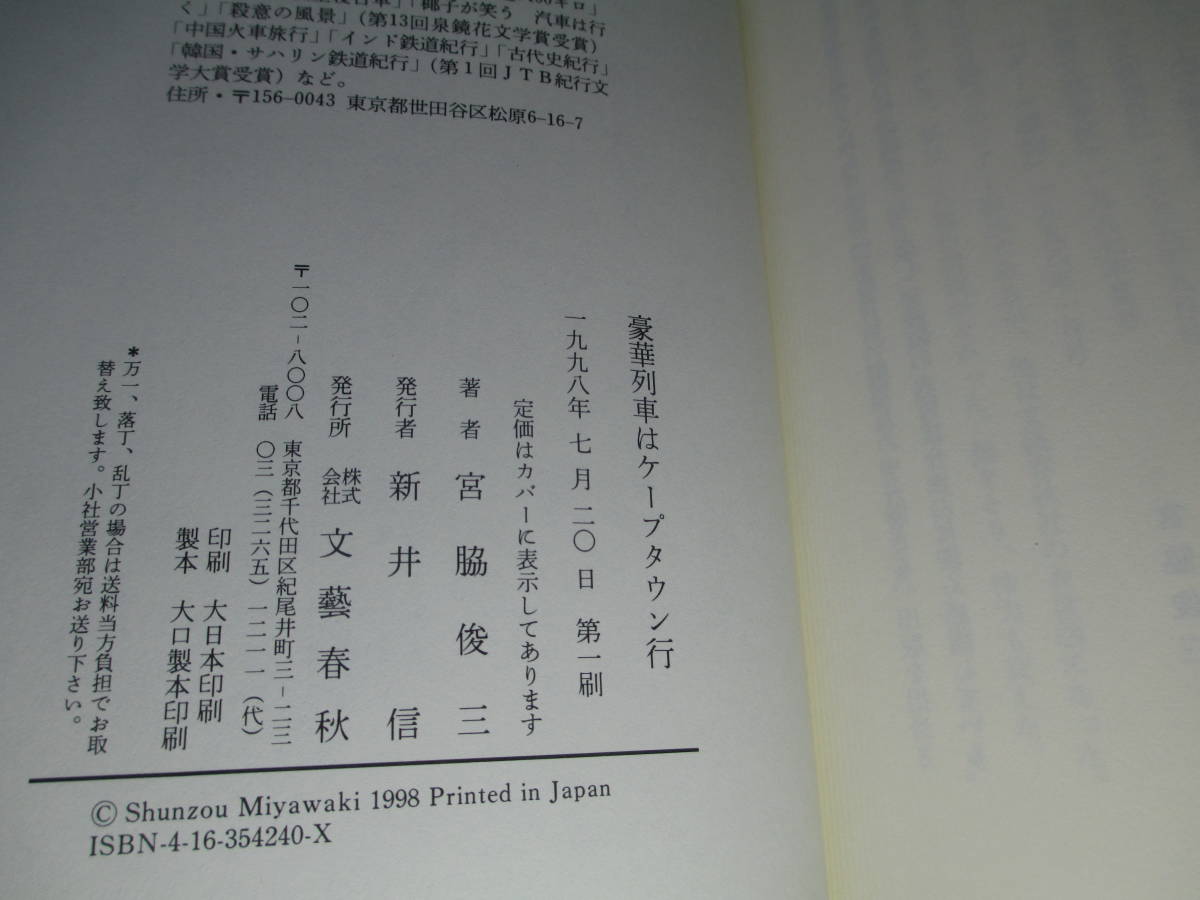 「椰子が笑う 汽車は行
く」「殺意の風景」(第13回泉鏡花文学賞受賞)
「中国火車旅行」「インド鉄道紀行」「古代史紀行」
「韓国・サハリン鉄道紀行」(第1回JTB紀行文
学大賞受賞)など。
住所・〒156-0043 東京都世田谷区松原6-16-7
豪華列車はケープタウン行
一九九八年七月二〇日 第一刷
定価はカバーに表示してあります
著者 宮脇俊三
発行者 新井信
発行所 株式会社 文藝春秋
〒一〇二-八〇〇八 東京都千代田区紀尾井町三-二三
電話 〇三(三二六五)一二一一(代)
印刷 大日本印刷
製本 大口製本印刷
*万一、落丁、乱丁の場合は送料当方負担でお取
替え致します。小社営業部宛お送り下さい。
© Shunzou Miyawaki 1998 Printed in Japan
ISBN-4-16-354240-X